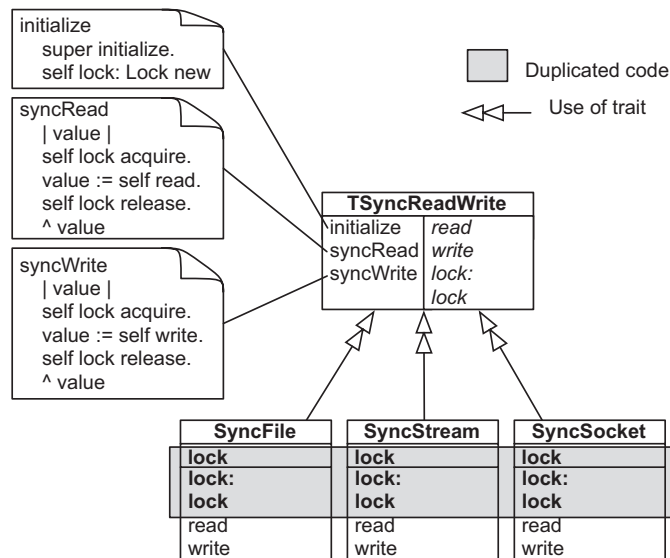 initialize
super initialize.
self lock: Lock new
syncRead
| value |
self lock acquire.
value := self read.
self lock release.
^ value
syncWrite
| value |
self lock acquire.
value := self write.
self lock release.
^ value
Duplicated code
Use of trait
TSyncReadWrite
initialize read
syncRead write
syncWrite lock:
lock
SyncFile
lock
lock:
lock
read
write
SyncStream
lock
lock:
lock
read
write
SyncSocket
lock
lock:
lock
read
write